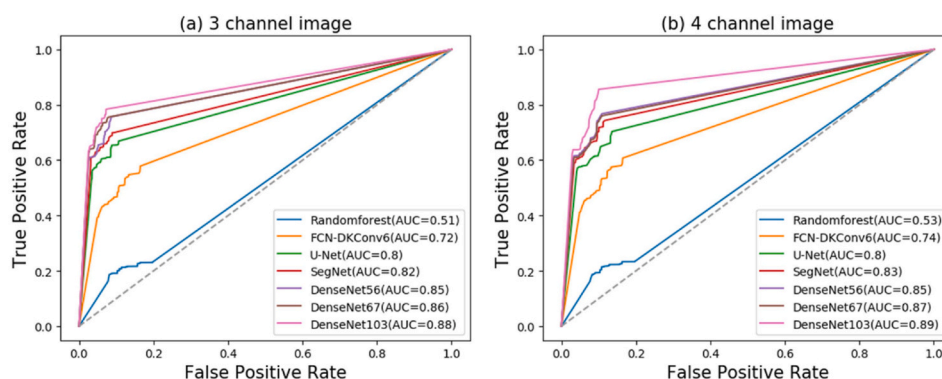 (a) 3 channel image
True Positive Rate
1.0
0.8
0.6
0.4
0.2
0.0
Randomforest(AUC=0.51)
FCN-DKConv6(AUC=0.72)
U-Net(AUC=0.8)
SegNet(AUC=0.82)
DenseNet56(AUC=0.85)
DenseNet67(AUC=0.86)
DenseNet103(AUC=0.88)
0.0 0.2 0.4 0.6 0.8 1.0
False Positive Rate
(b) 4 channel image
True Positive Rate
1.0
0.8
0.6
0.4
0.2
0.0
Randomforest(AUC=0.53)
FCN-DKConv6(AUC=0.74)
U-Net(AUC=0.8)
SegNet(AUC=0.83)
DenseNet56(AUC=0.85)
DenseNet67(AUC=0.87)
DenseNet103(AUC=0.89)
0.0 0.2 0.4 0.6 0.8 1.0
False Positive Rate